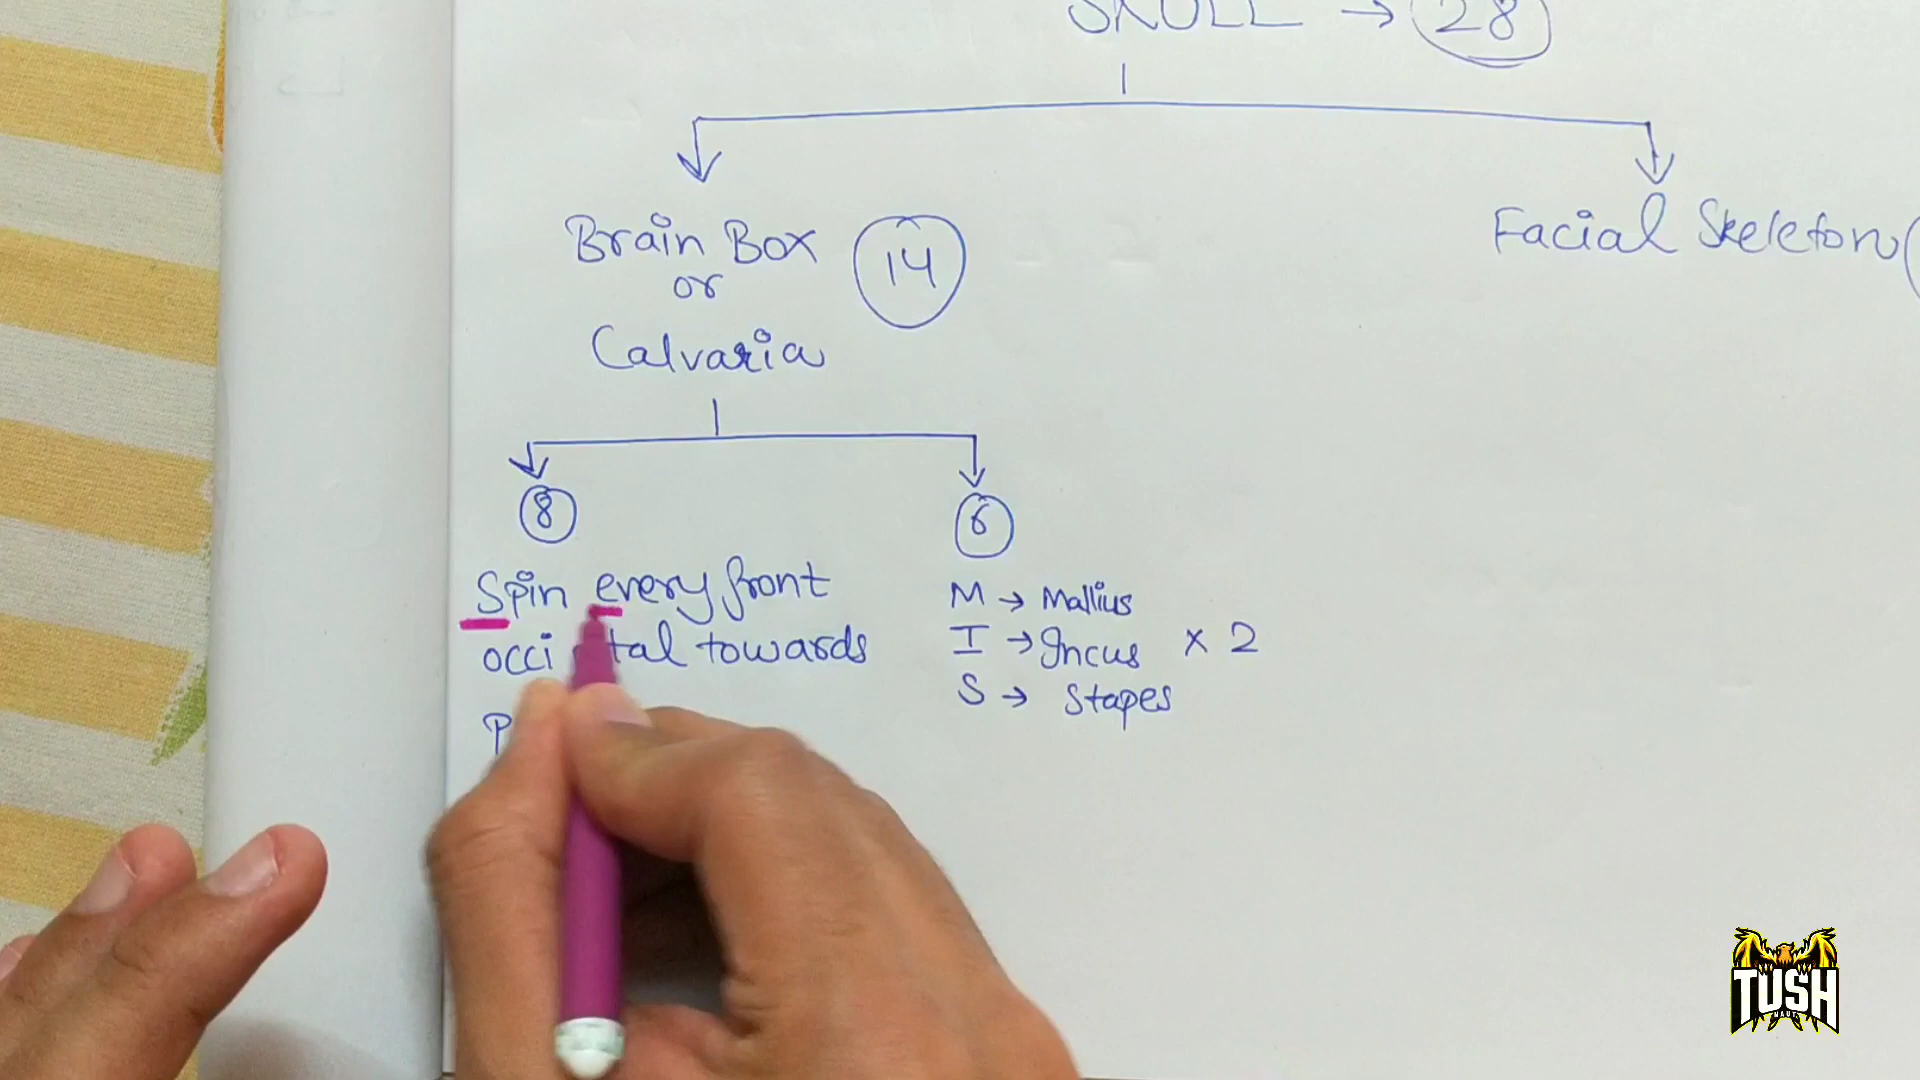 SKULL → 28
Brain Box 14
or
Calvaria
Facial Skeleton
8
6
Spin every front
occi tal towards
p
M → Mallius
I → Incus × 2
S → Stapes
TUSH